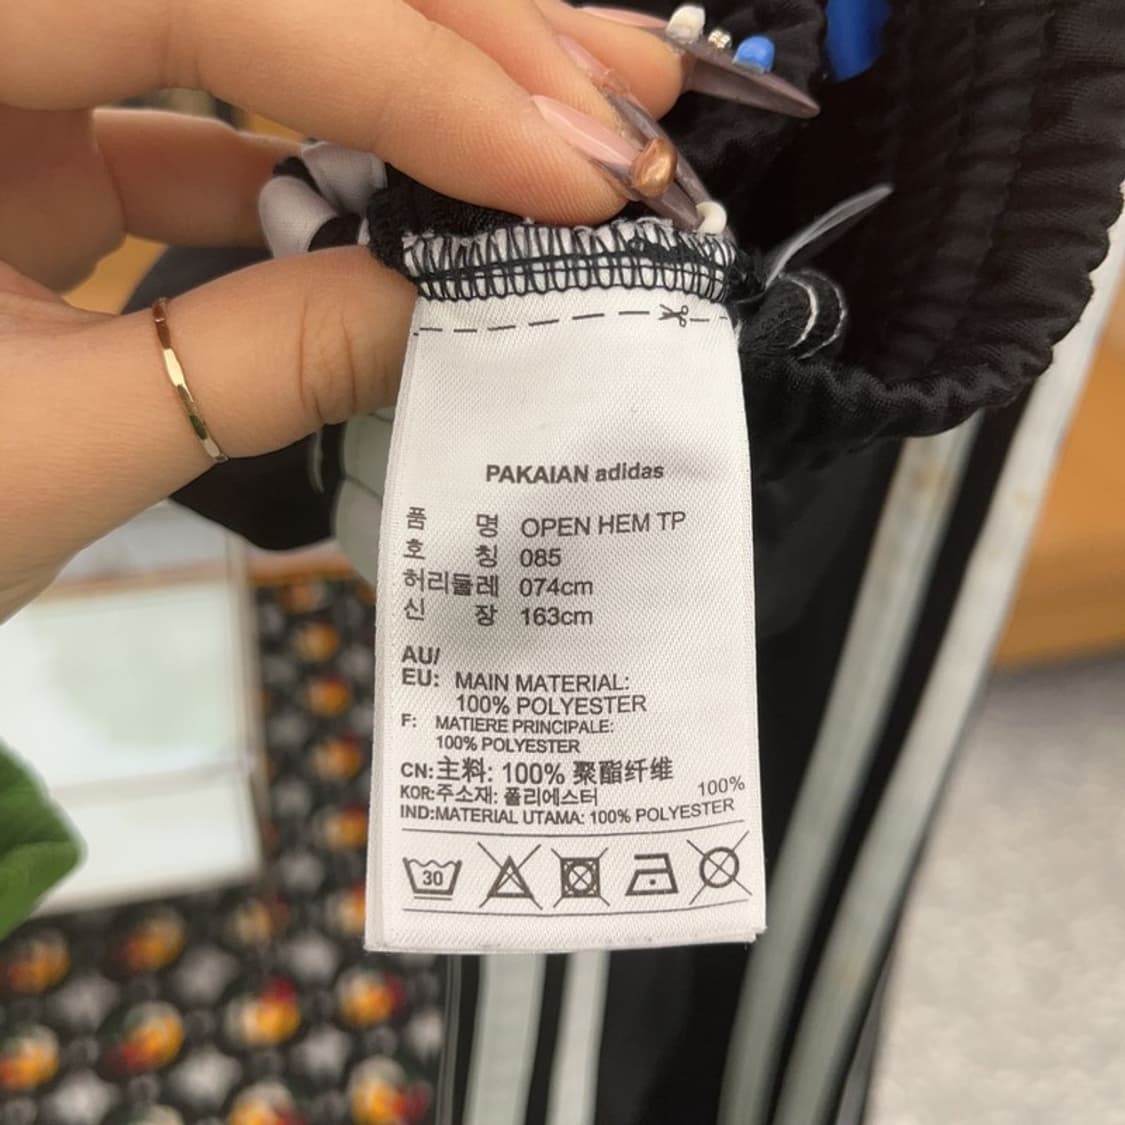 PAKAIAN adidas
품 명 OPEN HEM TP
호 칭 085
허리둘레 074cm
신 장 163cm
AU/
EU: MAIN MATERIAL:
100% POLYESTER
F: MATIERE PRINCIPALE:
100% POLYESTER
CN:主料: 100% 聚酯纤维
KOR:주소재: 폴리에스터 100%
IND:MATERIAL UTAMA: 100% POLYESTER
30